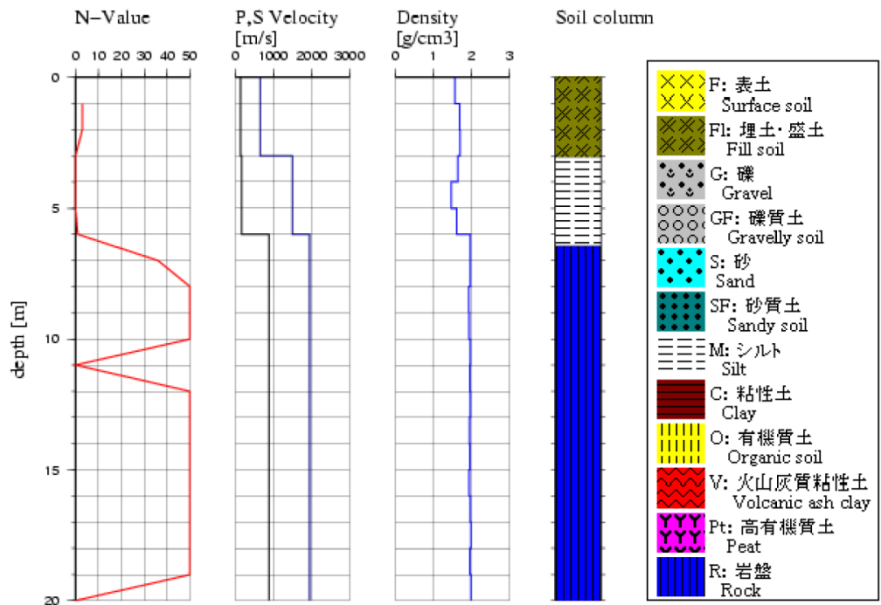 N-Value
P,S Velocity
[m/s]
Density
[g/cm3]
Soil column
0 10 20 30 40 50
0 1000 2000 3000
0 1 2 3
depth [m]
0
5
10
15
20
F: 表土
Surface soil
Fl: 埋土・盛土
Fill soil
G: 礫
Gravel
GF: 礫質土
Gravelly soil
S: 砂
Sand
SF: 砂質土
Sandy soil
M: シルト
Silt
C: 粘性土
Clay
O: 有機質土
Organic soil
V: 火山灰質粘性土
Volcanic ash clay
Pt: 高有機質土
Peat
R: 岩盤
Rock